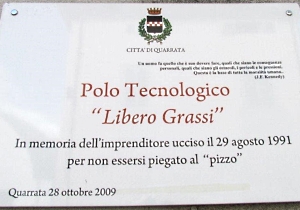 CITTA' DI QUARRATA
Un uomo fa quello che è suo dovere fare, quali che siano le conseguenze
personali, quali che siano gli ostacoli, i pericoli o le pressioni.
Questa è la base di tutta la moralità umana..
(J.F. Kennedy)
Polo Tecnologico
“Libero Grassi”
In memoria dell'imprenditore ucciso il 29 agosto 1991
per non essersi piegato al “pizzo”
Quarrata 28 ottobre 2009